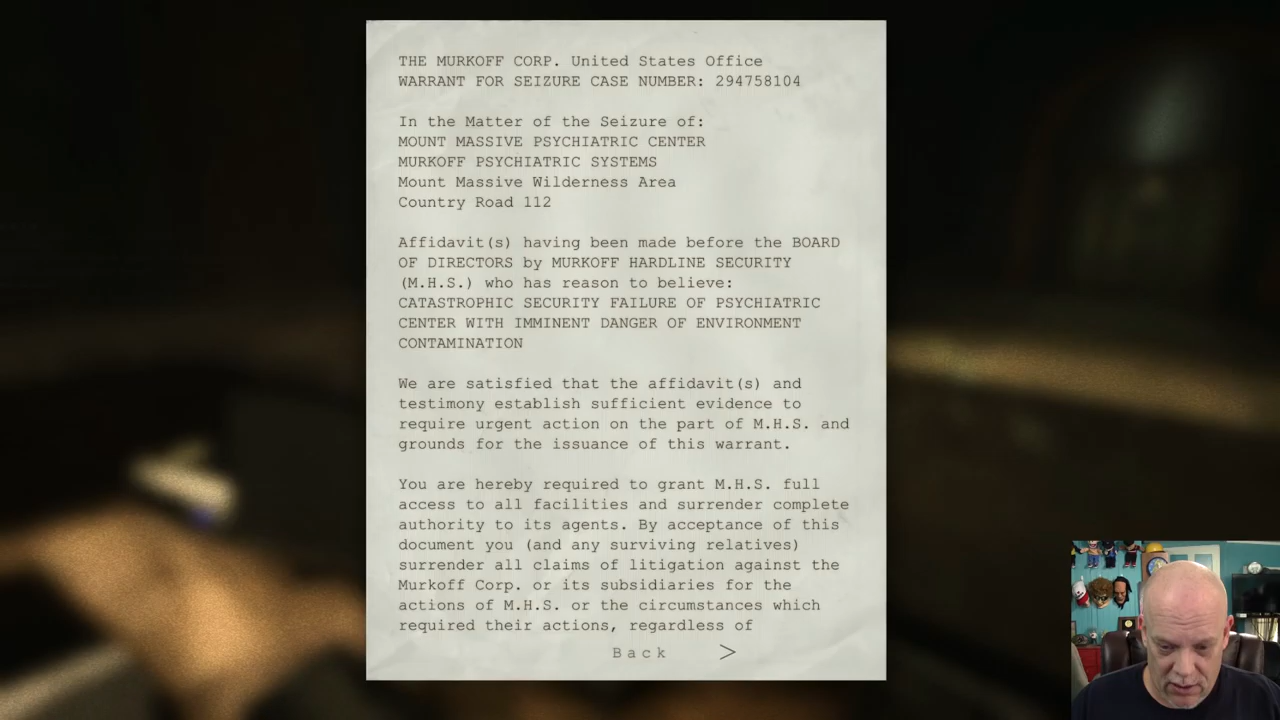 THE MURKOFF CORP. United States Office
WARRANT FOR SEIZURE CASE NUMBER: 294758104
In the Matter of the Seizure of:
MOUNT MASSIVE PSYCHIATRIC CENTER
MURKOFF PSYCHIATRIC SYSTEMS
Mount Massive Wilderness Area
Country Road 112
Affidavit(s) having been made before the BOARD
OF DIRECTORS by MURKOFF HARDLINE SECURITY
(M.H.S.) who has reason to believe:
CATASTROPHIC SECURITY FAILURE OF PSYCHIATRIC
CENTER WITH IMMINENT DANGER OF ENVIRONMENT
CONTAMINATION
We are satisfied that the affidavit(s) and
testimony establish sufficient evidence to
require urgent action on the part of M.H.S. and
grounds for the issuance of this warrant.
You are hereby required to grant M.H.S. full
access to all facilities and surrender complete
authority to its agents. By acceptance of this
document you (and any surviving relatives)
surrender all claims of litigation against the
Murkoff Corp. or its subsidiaries for the
actions of M.H.S. or the circumstances which
required their actions, regardless of
Back >